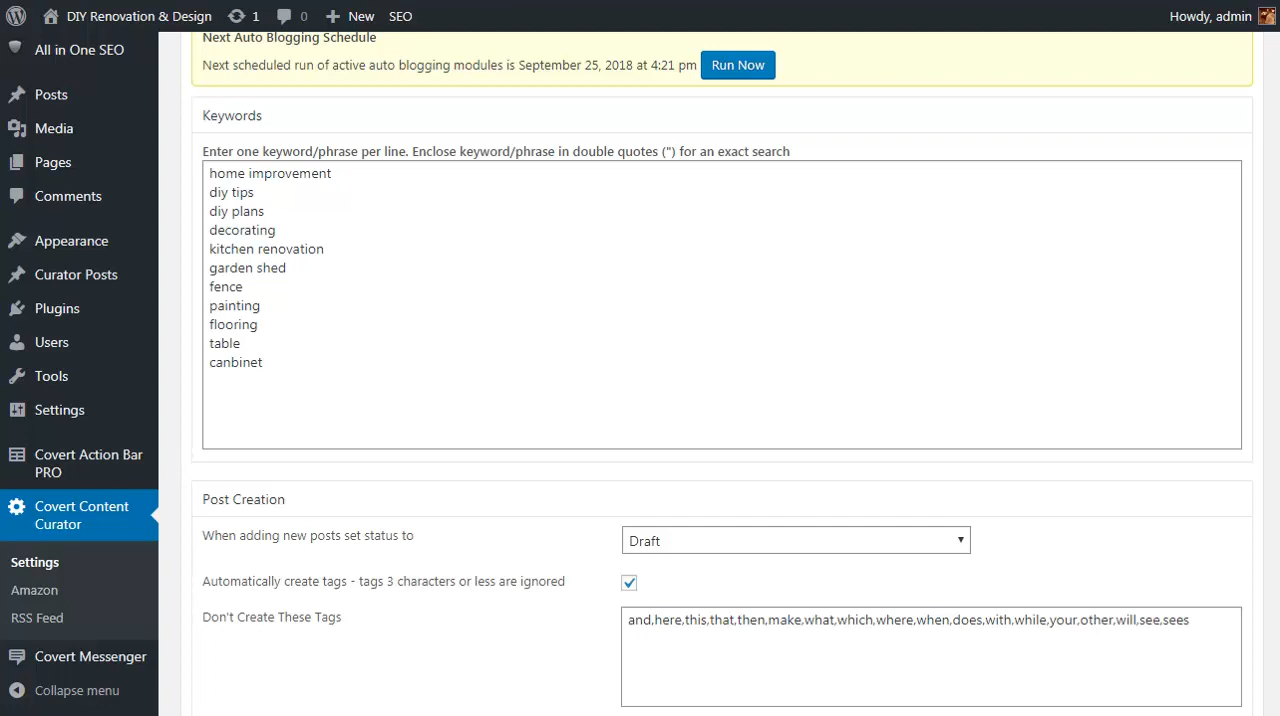 DIY Renovation & Design 1 0 New SEO Howdy, admin
All in One SEO
Posts
Media
Pages
Comments
Appearance
Curator Posts
Plugins
Users
Tools
Settings
Covert Action Bar
PRO
Covert Content
Curator
Settings
Amazon
RSS Feed
Covert Messenger
Collapse menu
Next Auto Blogging Schedule
Next scheduled run of active auto blogging modules is September 25, 2018 at 4:21 pm Run Now
Keywords
Enter one keyword/phrase per line. Enclose keyword/phrase in double quotes (") for an exact search
home improvement
diy tips
diy plans
decorating
kitchen renovation
garden shed
fence
painting
flooring
table
canbinet
Post Creation
When adding new posts set status to Draft
Automatically create tags - tags 3 characters or less are ignored
Don't Create These Tags
and,here,this,that,then,make,what,which,where,when,does,with,while,your,other,will,see,sees